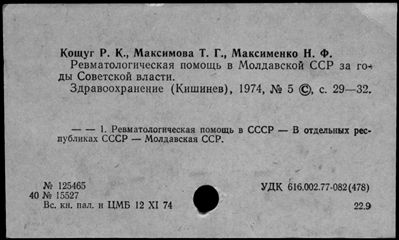 Кощуг Р. К., Максимова Т. Г., Максименко Н. Ф.
Ревматологическая помощь в Молдавской ССР за го-
ды Советской власти.
Здравоохранение (Кишинев), 1974, № 5 ©, с. 29—32.
— — 1. Ревматологическая помощь в СССР — В отдельных рес-
публиках СССР — Молдавская ССР.
№ 125465
40 № 15527
Вс. кн. пал. и ЦМБ 12 XI 74
УДК 616.002.77-082(478)
22.9